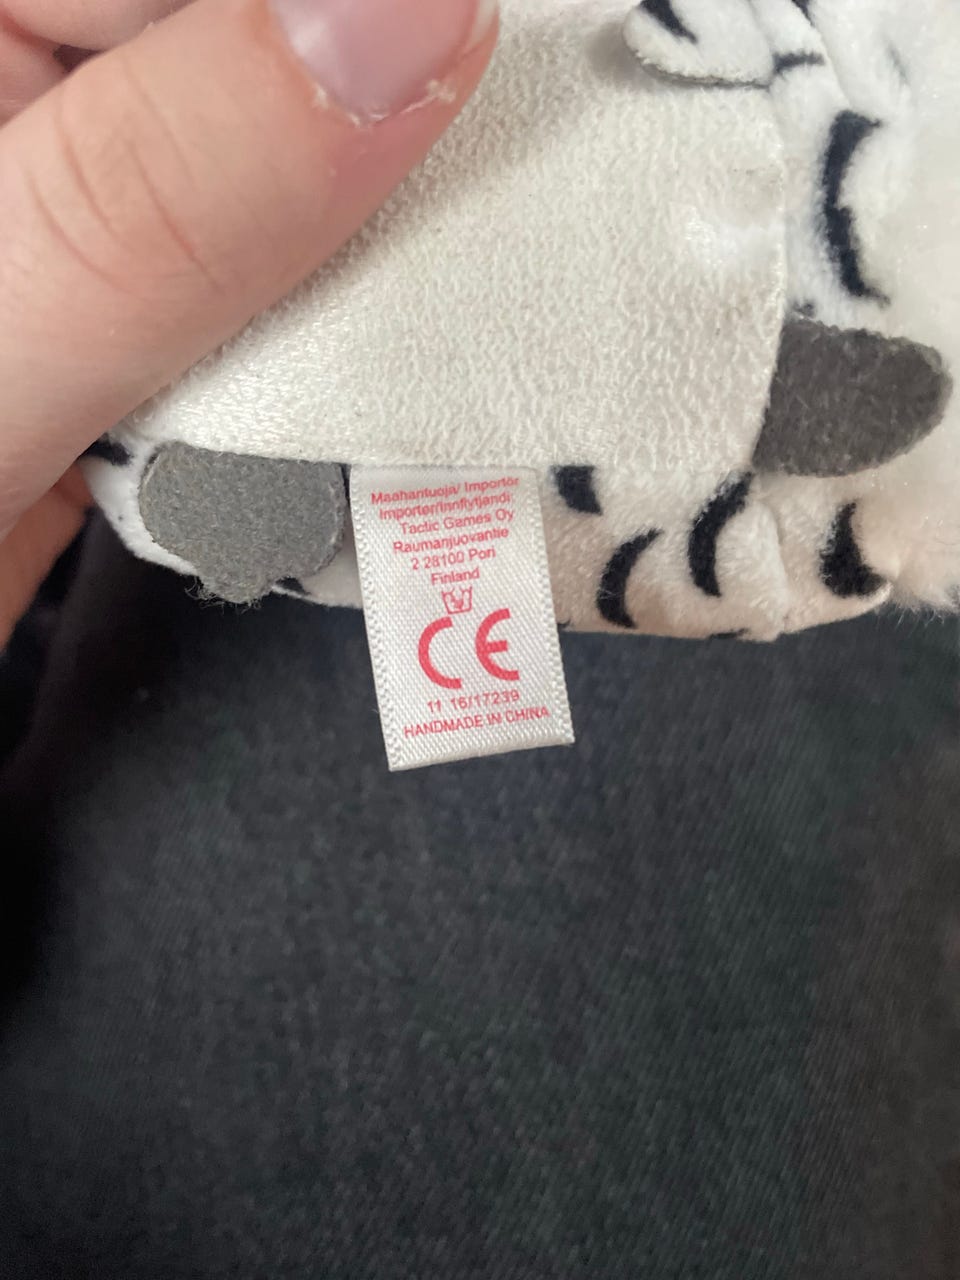 Maahantuoja/ Importör
Importer/Innflytjandi:
Tactic Games Oy
Raumanjuovantie
2 28100 Pori
Finland
CE
11 16/17239
HANDMADE IN CHINA